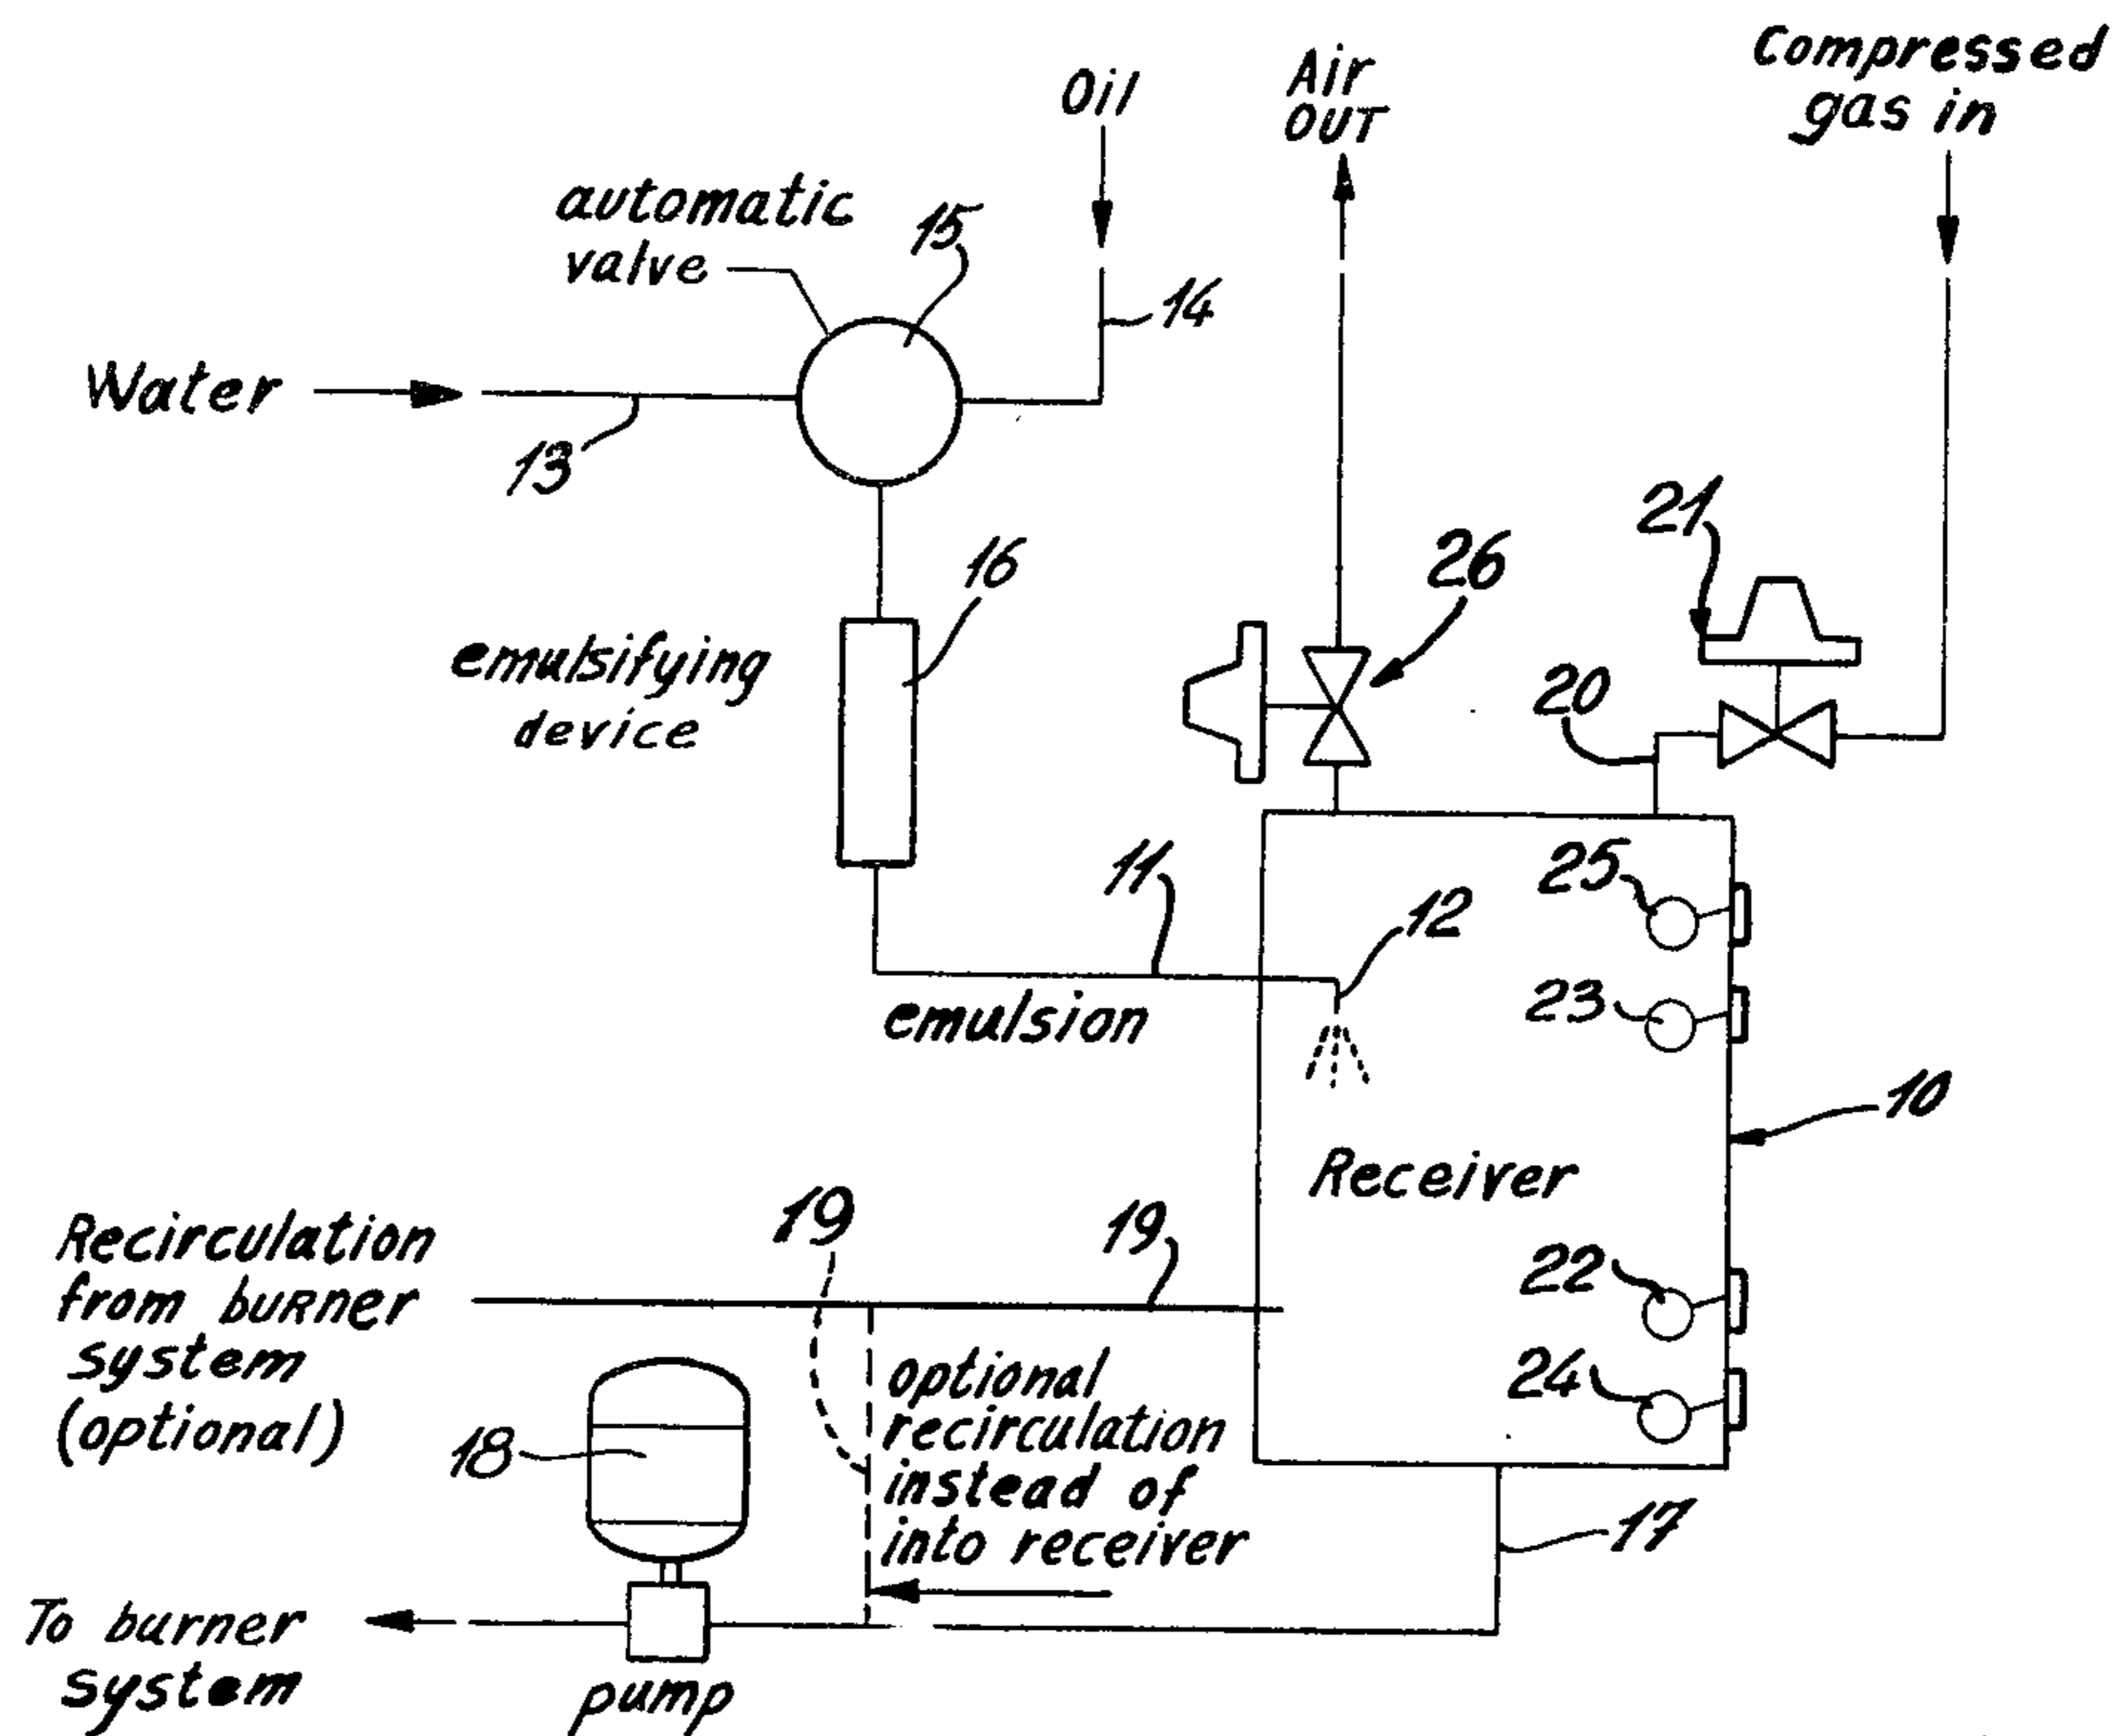 Compressed
gas in
Air
OUT
Oil
automatic
valve
15
14
Water
13
21
26
16
20
emulsifying
device
25
11
12
23
emulsion
10
Receiver
19
19
Recirculation
from buRner
system
(optional)
22
24
optional
recirculation
instead of
into receiver
18
17
To burner
system
pump